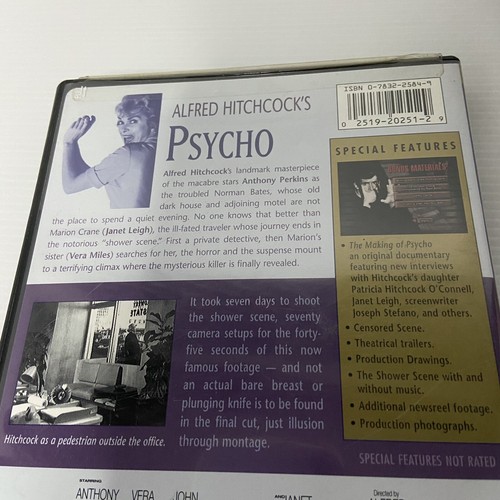 ISBN 0-7832-2584-9
0 2519-20251-2 9
ALFRED HITCHCOCK'S
PSYCHO
Alfred Hitchcock's landmark masterpiece
of the macabre stars Anthony Perkins as
the troubled Norman Bates, whose old
dark house and adjoining motel are not
the place to spend a quiet evening. No one knows that better than
Marion Crane (Janet Leigh), the ill-fated traveler whose journey ends in
the notorious "shower scene." First a private detective, then Marion's
sister (Vera Miles) searches for her, the horror and the suspense mount
to a terrifying climax where the mysterious killer is finally revealed.
SPECIAL FEATURES
• The Making of Psycho
an original documentary
featuring new interviews
with Hitchcock's daughter
Patricia Hitchcock O'Connell,
Janet Leigh, screenwriter
Joseph Stefano, and others.
• Censored Scene.
• Theatrical trailers.
• Production Drawings.
• The Shower Scene with and
without music.
• Additional newsreel footage.
• Production photographs.
SPECIAL FEATURES NOT RATED
It took seven days to shoot
the shower scene, seventy
camera setups for the forty-
five seconds of this now
famous footage — and not
an actual bare breast or
plunging knife is to be found
in the final cut, just illusion
through montage.
Hitchcock as a pedestrian outside the office.
STARRING
ANTHONY VERA JOHN
AND JANET
Directed by